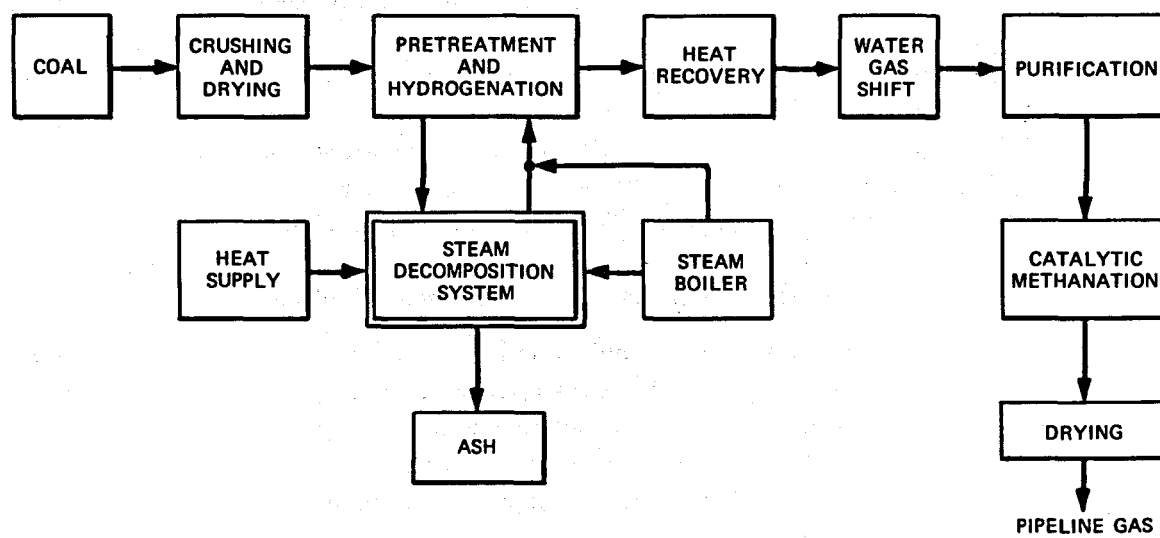 COAL
CRUSHING
AND
DRYING
PRETREATMENT
AND
HYDROGENATION
HEAT
RECOVERY
WATER
GAS
SHIFT
PURIFICATION
HEAT
SUPPLY
STEAM
DECOMPOSITION
SYSTEM
STEAM
BOILER
CATALYTIC
METHANATION
ASH
DRYING
PIPELINE GAS